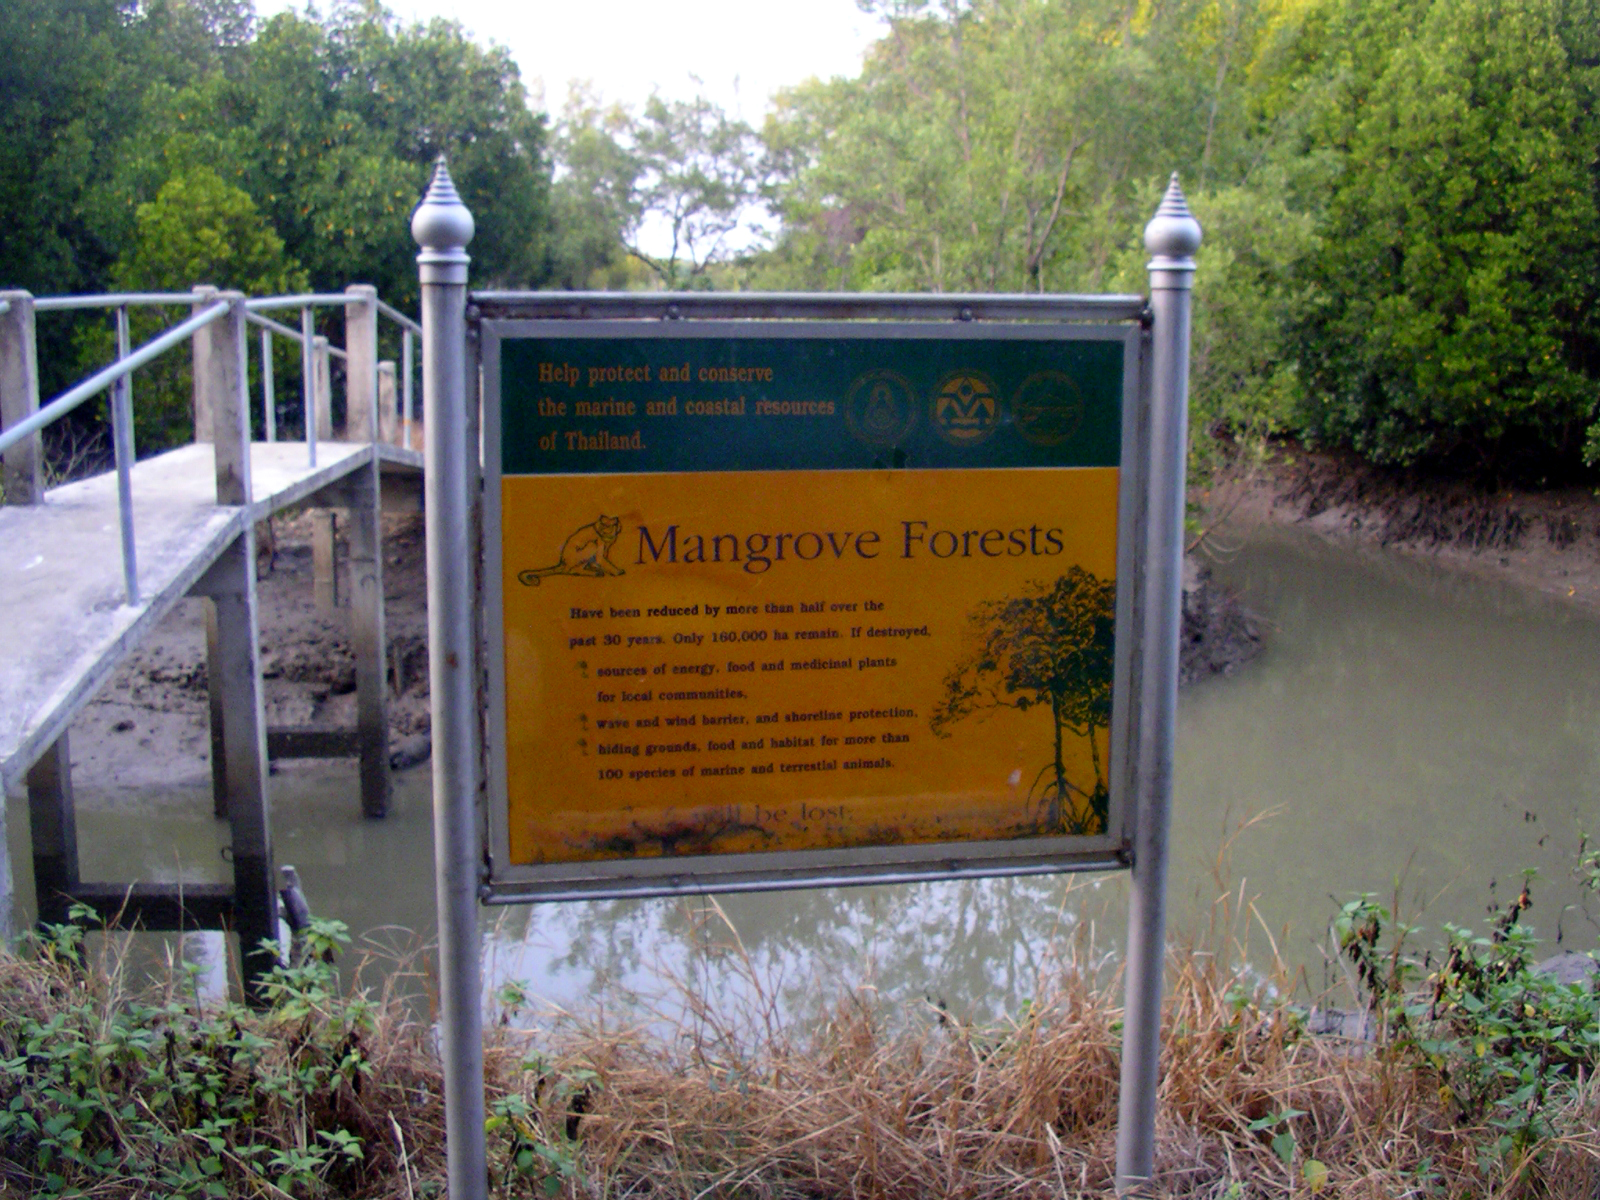 Help protect and conserve
the marine and coastal resources
of Thailand.
Mangrove Forests
Have been reduced by more than half over the
past 30 years. Only 160,000 ha remain. If destroyed,
sources of energy, food and medicinal plants
for local communities,
wave and wind barrier, and shoreline protection,
hiding grounds, food and habitat for more than
100 species of marine and terrestial animals.
will be lost.